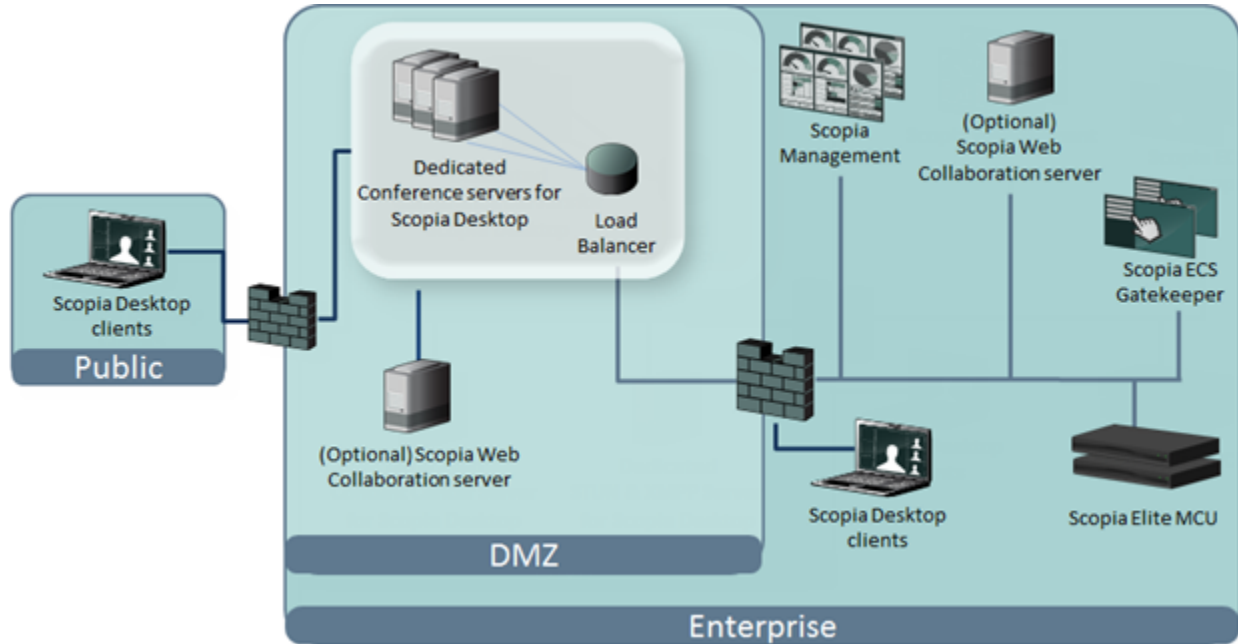 Dedicated
Conference servers for
Scopia Desktop
Load
Balancer
Scopia
Management
(Optional)
Scopia Web
Collaboration server
Scopia ECS
Gatekeeper
Scopia Desktop
clients
Public
(Optional) Scopia Web
Collaboration server
Scopia Desktop
clients
Scopia Elite MCU
DMZ
Enterprise